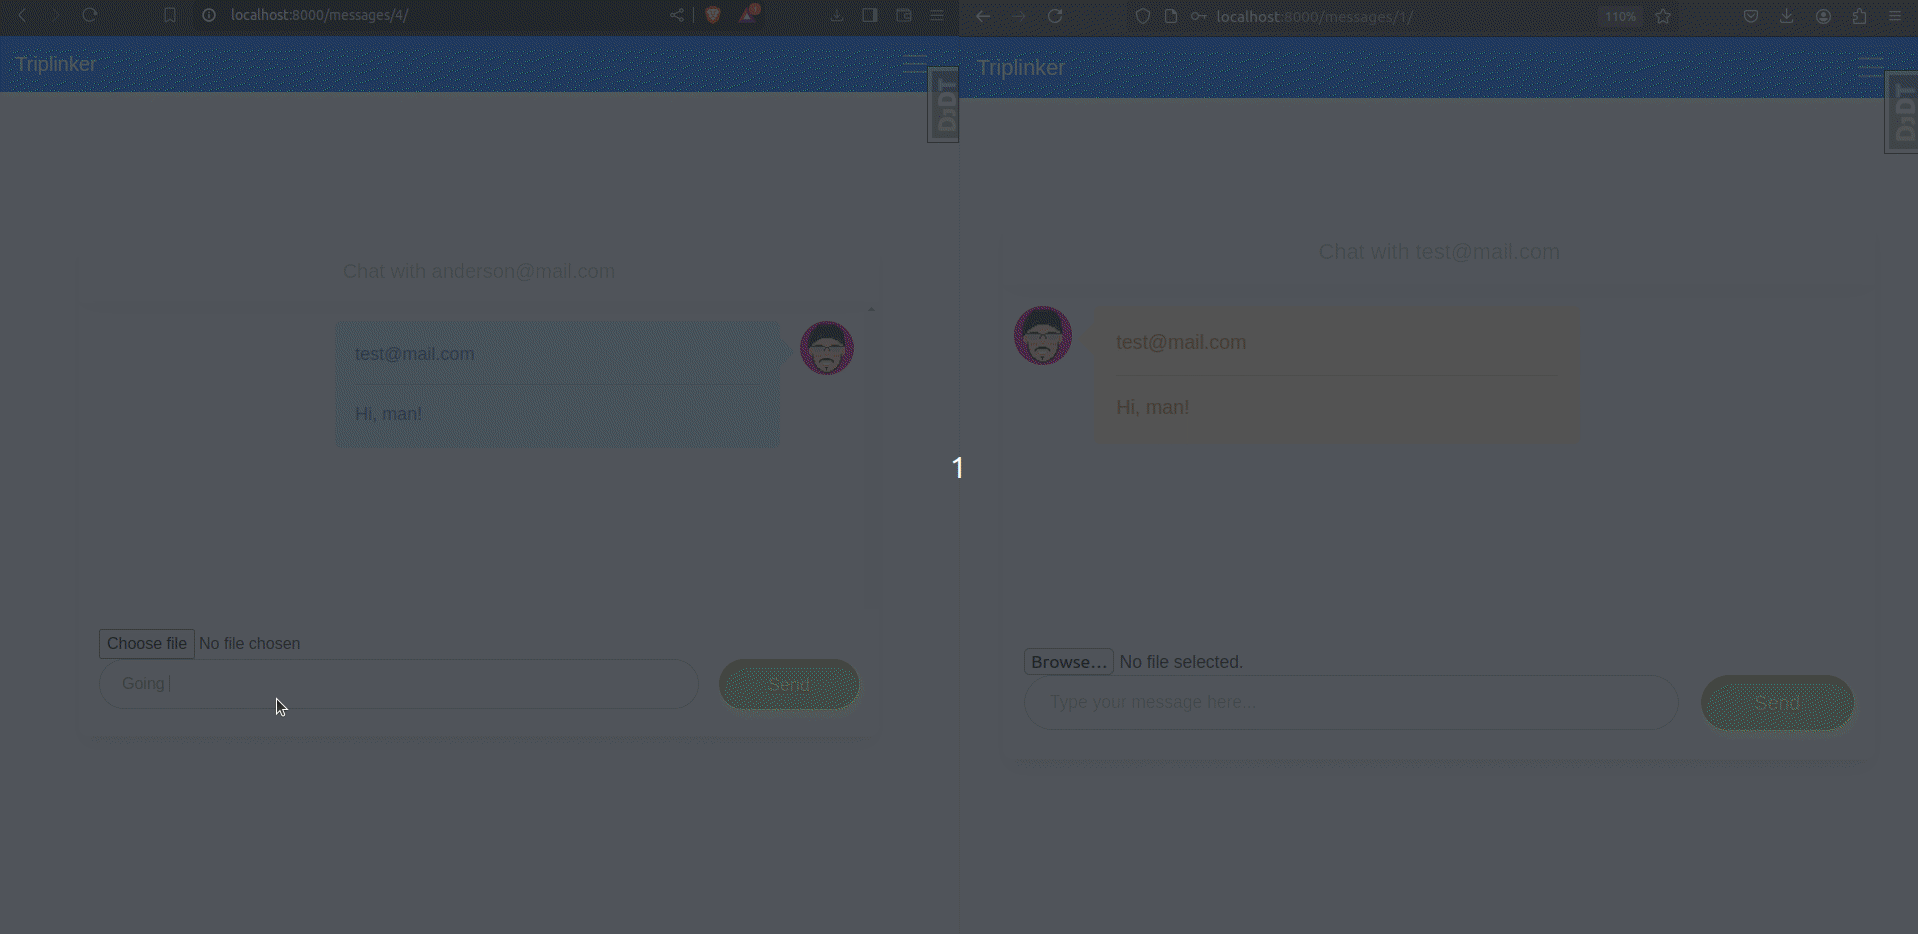 localhost:8000/messages/4/
1
Triplinker
DJDT
Chat with anderson@mail.com
test@mail.com
Hi, man!
Choose file No file chosen
Going
Send
1
localhost:8000/messages/1/
110%
Triplinker
DJDT
Chat with test@mail.com
test@mail.com
Hi, man!
Browse... No file selected.
Type your message here...
Send